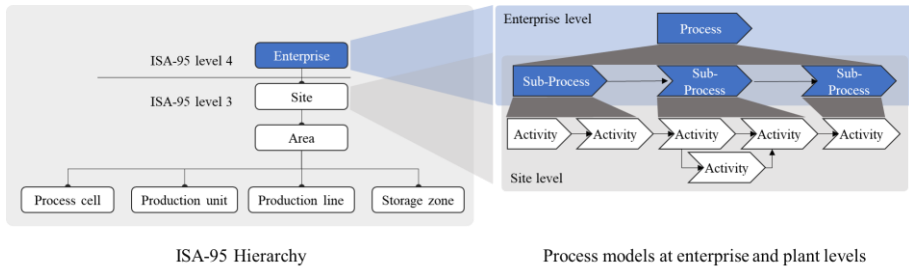 ISA-95 level 4
Enterprise
ISA-95 level 3
Site
Area
Process cell
Production unit
Production line
Storage zone
ISA-95 Hierarchy
Enterprise level
Process
Sub-Process
Sub-
Process
Sub-
Process
Activity
Activity
Activity
Activity
Activity
Activity
Site level
Process models at enterprise and plant levels